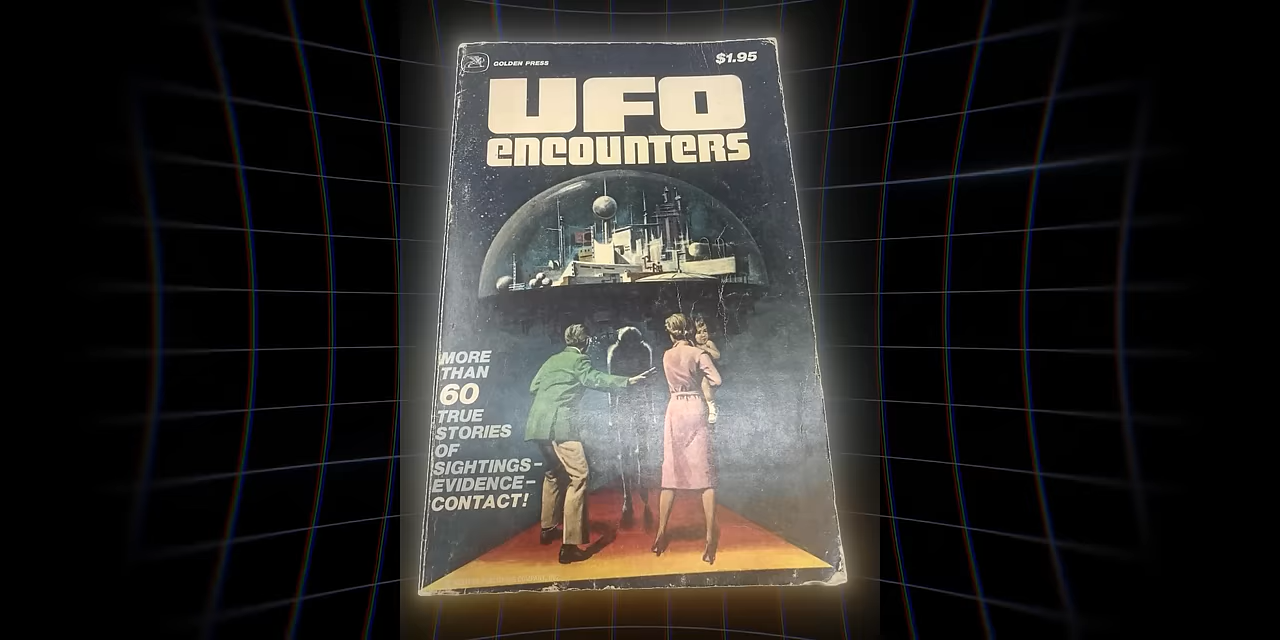 GOLDEN PRESS
$1.95
UFO
encounters
MORE
THAN
60
TRUE
STORIES
OF
SIGHTINGS–
EVIDENCE–
CONTACT!